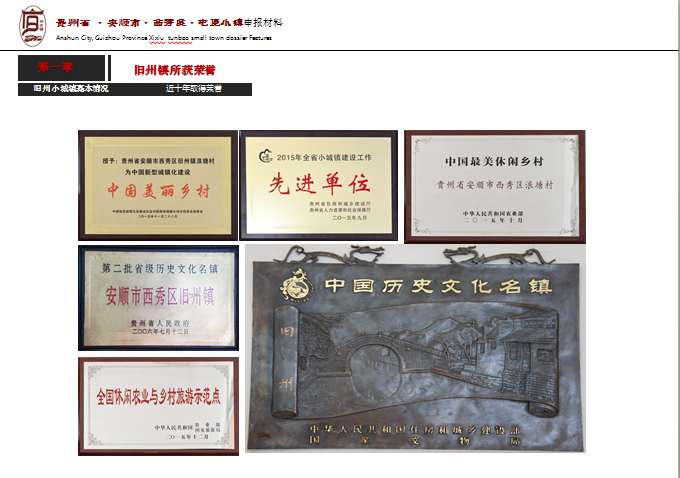 贵州省 · 安顺市 · 西秀区 · 屯堡小镇申报材料
Anshun City, Guizhou Province Xixiu tunbao small town dossier Features
第一章
旧州镇所获荣誉
旧州小城镇基本情况
近十年取得荣誉
授予：贵州省安顺市西秀区旧州镇浪塘村
为中国新型城镇化建设
中国美丽乡村
二〇一五年十一月二十八日
2015年全省小城镇建设工作
先进单位
贵州省住房和城乡建设厅
贵州省人力资源和社会保障厅
二〇一五年九月
中国最美休闲乡村
贵州省安顺市西秀区浪塘村
中华人民共和国农业部
二〇一五年十月
第二批省级历史文化名镇
安顺市西秀区旧州镇
贵州省人民政府
二〇〇六年七月十二日
全国休闲农业与乡村旅游示范点
中华人民共和国 农业部
国家旅游局
二〇一五年十二月
中国历史文化名镇
旧
州
中华人民共和国住房和城乡建设部
国家文物局